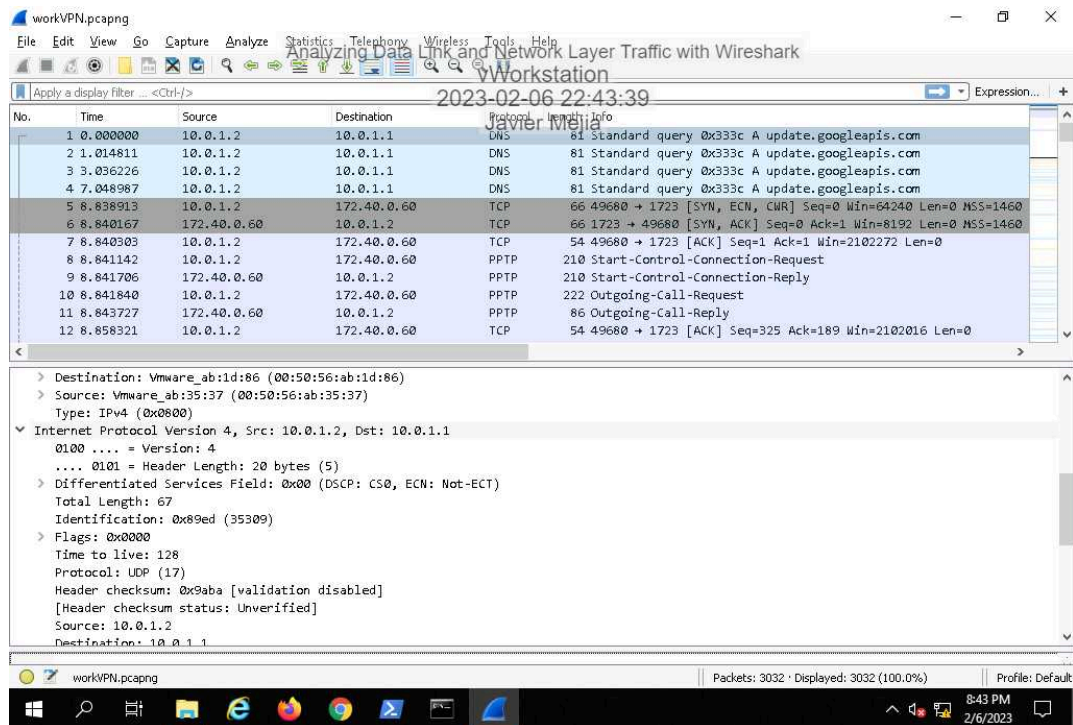 workVPN.pcapng
File Edit View Go Capture Analyze Statistics Telephony Wireless Tools Help
Analyzing Data Link and Network Layer Traffic with Wireshark
vWorkstation
2023-02-06 22:43:39
Javier Mejia
Apply a display filter ... <Ctrl-/> Expression... +
No. Time Source Destination Protocol Length Info
1 0.000000 10.0.1.2 10.0.1.1 DNS 81 Standard query 0x333c A update.googleapis.com
2 1.014811 10.0.1.2 10.0.1.1 DNS 81 Standard query 0x333c A update.googleapis.com
3 3.036226 10.0.1.2 10.0.1.1 DNS 81 Standard query 0x333c A update.googleapis.com
4 7.048987 10.0.1.2 10.0.1.1 DNS 81 Standard query 0x333c A update.googleapis.com
5 8.838913 10.0.1.2 172.40.0.60 TCP 66 49680 → 1723 [SYN, ECN, CWR] Seq=0 Win=64240 Len=0 MSS=1460
6 8.840167 172.40.0.60 10.0.1.2 TCP 66 1723 → 49680 [SYN, ACK] Seq=0 Ack=1 Win=8192 Len=0 MSS=1460
7 8.840303 10.0.1.2 172.40.0.60 TCP 54 49680 → 1723 [ACK] Seq=1 Ack=1 Win=2102272 Len=0
8 8.841142 10.0.1.2 172.40.0.60 PPTP 210 Start-Control-Connection-Request
9 8.841706 172.40.0.60 10.0.1.2 PPTP 210 Start-Control-Connection-Reply
10 8.841840 10.0.1.2 172.40.0.60 PPTP 222 Outgoing-Call-Request
11 8.843727 172.40.0.60 10.0.1.2 PPTP 86 Outgoing-Call-Reply
12 8.858321 10.0.1.2 172.40.0.60 TCP 54 49680 → 1723 [ACK] Seq=325 Ack=189 Win=2102016 Len=0
Destination: Vmware_ab:1d:86 (00:50:56:ab:1d:86)
Source: Vmware_ab:35:37 (00:50:56:ab:35:37)
Type: IPv4 (0x0800)
Internet Protocol Version 4, Src: 10.0.1.2, Dst: 10.0.1.1
0100 .... = Version: 4
.... 0101 = Header Length: 20 bytes (5)
Differentiated Services Field: 0x00 (DSCP: CS0, ECN: Not-ECT)
Total Length: 67
Identification: 0x89ed (35309)
Flags: 0x0000
Time to live: 128
Protocol: UDP (17)
Header checksum: 0x9aba [validation disabled]
[Header checksum status: Unverified]
Source: 10.0.1.2
Destination: 10.0.1.1
workVPN.pcapng Packets: 3032 · Displayed: 3032 (100.0%) Profile: Default
8:43 PM
2/6/2023